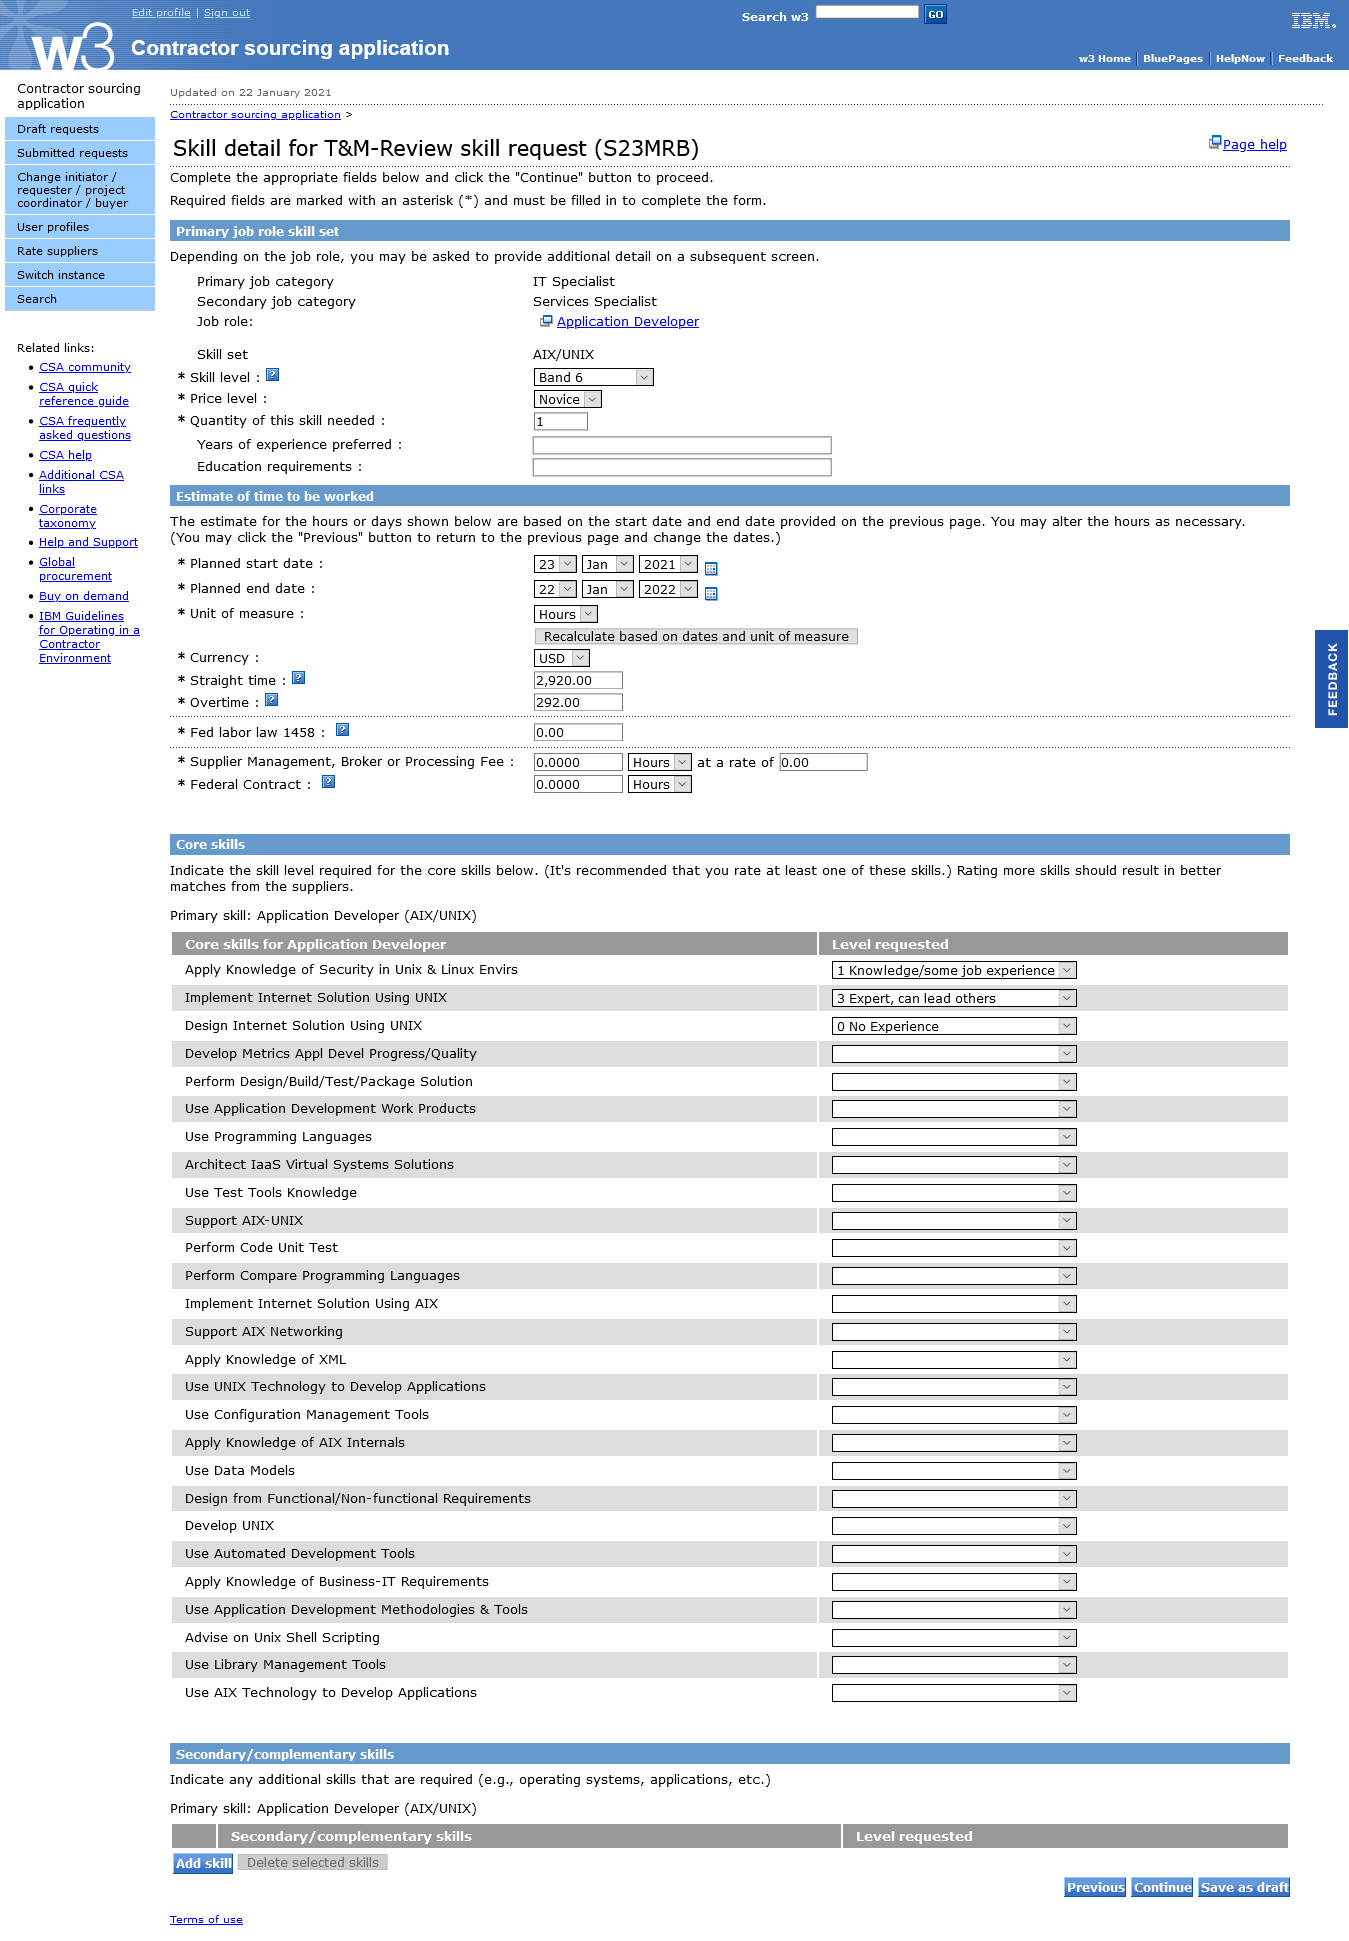 Edit profile | Sign out
Search w3
GO
IBM.
w3
Contractor sourcing application
w3 Home | BluePages | HelpNow | Feedback
Contractor sourcing
application
Draft requests
Submitted requests
Change initiator /
requester / project
coordinator / buyer
User profiles
Rate suppliers
Switch instance
Search
Related links:
• CSA community
• CSA quick
reference guide
• CSA frequently
asked questions
• CSA help
• Additional CSA
links
• Corporate
taxonomy
• Help and Support
• Global
procurement
• Buy on demand
• IBM Guidelines
for Operating in a
Contractor
Environment
Updated on 22 January 2021
Contractor sourcing application >
Skill detail for T&M-Review skill request (S23MRB)
Page help
Complete the appropriate fields below and click the "Continue" button to proceed.
Required fields are marked with an asterisk (*) and must be filled in to complete the form.
Primary job role skill set
Depending on the job role, you may be asked to provide additional detail on a subsequent screen.
Primary job category IT Specialist
Secondary job category Services Specialist
Job role: Application Developer
Skill set AIX/UNIX
* Skill level : ? Band 6
* Price level : Novice
* Quantity of this skill needed : 1
Years of experience preferred :
Education requirements :
Estimate of time to be worked
The estimate for the hours or days shown below are based on the start date and end date provided on the previous page. You may alter the hours as necessary.
(You may click the "Previous" button to return to the previous page and change the dates.)
* Planned start date : 23 Jan 2021
* Planned end date : 22 Jan 2022
* Unit of measure : Hours
Recalculate based on dates and unit of measure
* Currency : USD
* Straight time : ? 2,920.00
* Overtime : ? 292.00
* Fed labor law 1458 : ? 0.00
* Supplier Management, Broker or Processing Fee : 0.0000 Hours at a rate of 0.00
* Federal Contract : ? 0.0000 Hours
FEEDBACK
Core skills
Indicate the skill level required for the core skills below. (It's recommended that you rate at least one of these skills.) Rating more skills should result in better
matches from the suppliers.
Primary skill: Application Developer (AIX/UNIX)
Core skills for Application Developer Level requested
Apply Knowledge of Security in Unix & Linux Envirs 1 Knowledge/some job experience
Implement Internet Solution Using UNIX 3 Expert, can lead others
Design Internet Solution Using UNIX 0 No Experience
Develop Metrics Appl Devel Progress/Quality
Perform Design/Build/Test/Package Solution
Use Application Development Work Products
Use Programming Languages
Architect IaaS Virtual Systems Solutions
Use Test Tools Knowledge
Support AIX-UNIX
Perform Code Unit Test
Perform Compare Programming Languages
Implement Internet Solution Using AIX
Support AIX Networking
Apply Knowledge of XML
Use UNIX Technology to Develop Applications
Use Configuration Management Tools
Apply Knowledge of AIX Internals
Use Data Models
Design from Functional/Non-functional Requirements
Develop UNIX
Use Automated Development Tools
Apply Knowledge of Business-IT Requirements
Use Application Development Methodologies & Tools
Advise on Unix Shell Scripting
Use Library Management Tools
Use AIX Technology to Develop Applications
Secondary/complementary skills
Indicate any additional skills that are required (e.g., operating systems, applications, etc.)
Primary skill: Application Developer (AIX/UNIX)
Secondary/complementary skills Level requested
Add skill Delete selected skills
Previous Continue Save as draft
Terms of use